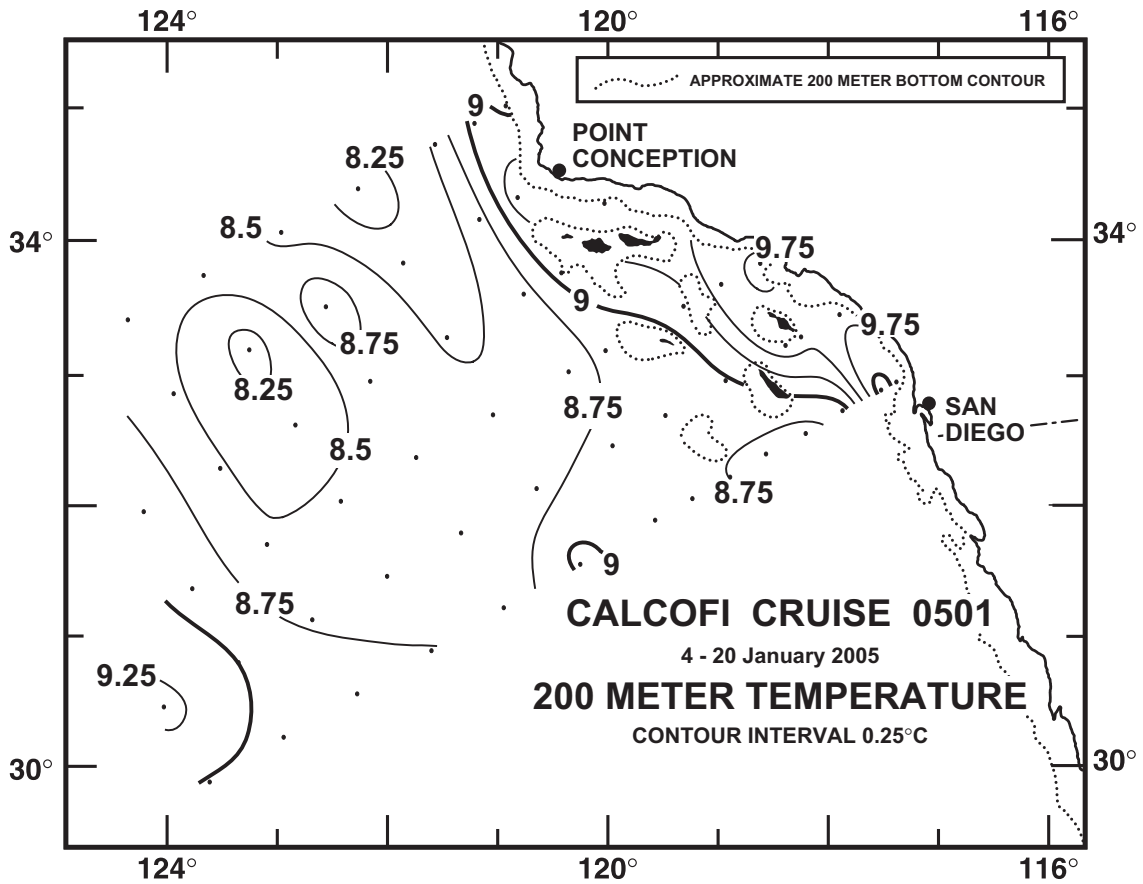 124°
120°
116°
APPROXIMATE 200 METER BOTTOM CONTOUR
9
POINT
CONCEPTION
8.25
8.5
34°
34°
9.75
9
9.75
8.75
8.25
8.75
SAN
DIEGO
8.5
8.75
9
8.75
CALCOFI CRUISE 0501
4 - 20 January 2005
9.25
200 METER TEMPERATURE
CONTOUR INTERVAL 0.25°C
30°
30°
124°
120°
116°